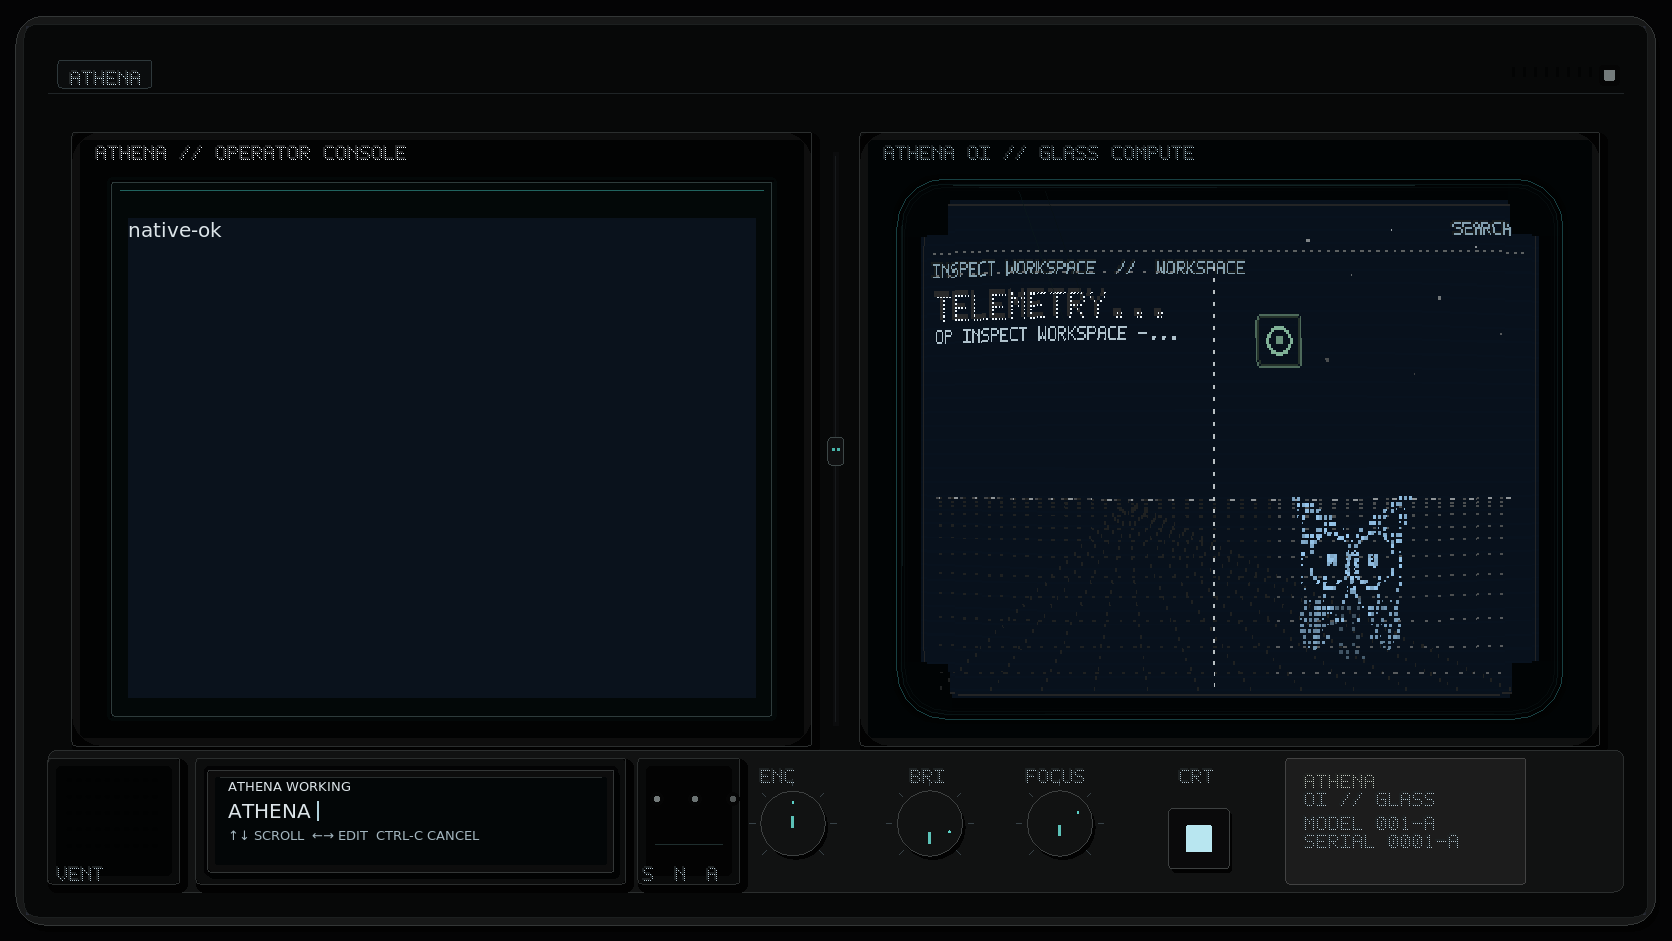 ATHENA
ATHENA // OPERATOR CONSOLE
native-ok
ATHENA OI // GLASS COMPUTE
SEARCH
INSPECT WORKSPACE // WORKSPACE
TELEMETRY...
OP INSPECT WORKSPACE -...
VENT
ATHENA WORKING
ATHENA
↑↓ SCROLL ←→ EDIT CTRL-C CANCEL
S N A
ENC
BRI
FOCUS
CRT
ATHENA
OI // GLASS
MODEL 001-A
SERIAL 0001-A